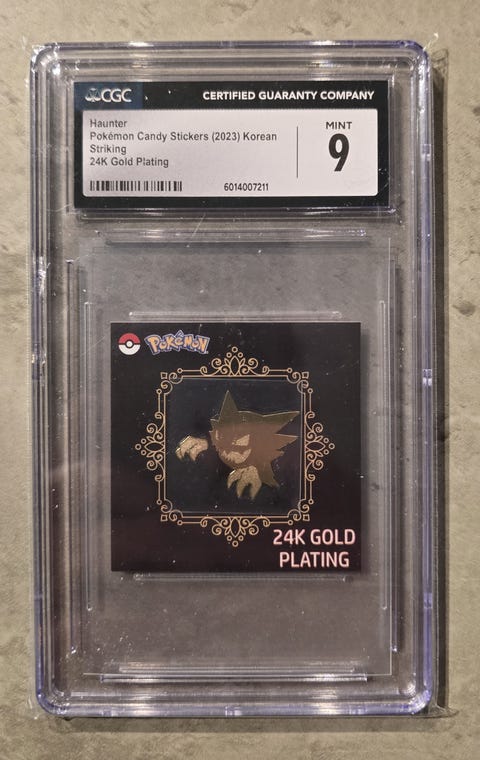 CGC
CERTIFIED GUARANTY COMPANY
Haunter
Pokémon Candy Stickers (2023) Korean
Striking
24K Gold Plating
MINT
9
6014007211
POKéMON
24K GOLD
PLATING